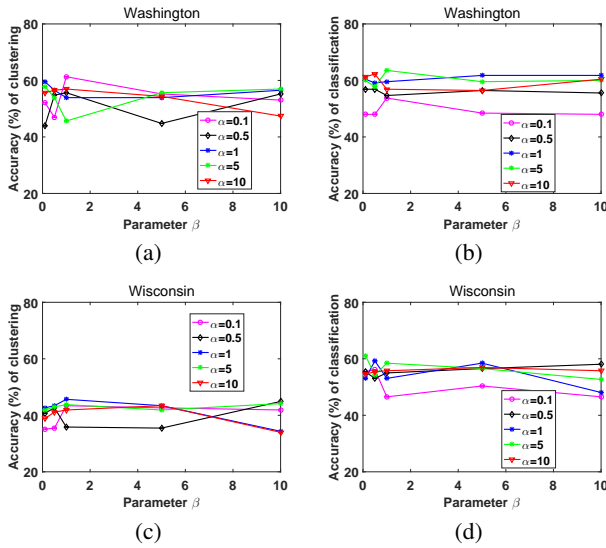 Washington
Accuracy (%) of clustering
80
60
40
20
0 2 4 6 8 10
Parameter β
α=0.1
α=0.5
α=1
α=5
α=10
(a)
Washington
Accuracy (%) of classification
80
60
40
20
0 2 4 6 8 10
Parameter β
α=0.1
α=0.5
α=1
α=5
α=10
(b)
Wisconsin
Accuracy (%) of clustering
80
60
40
20
0 2 4 6 8 10
Parameter β
α=0.1
α=0.5
α=1
α=5
α=10
(c)
Wisconsin
Accuracy (%) of classification
80
60
40
20
0 2 4 6 8 10
Parameter β
α=0.1
α=0.5
α=1
α=5
α=10
(d)